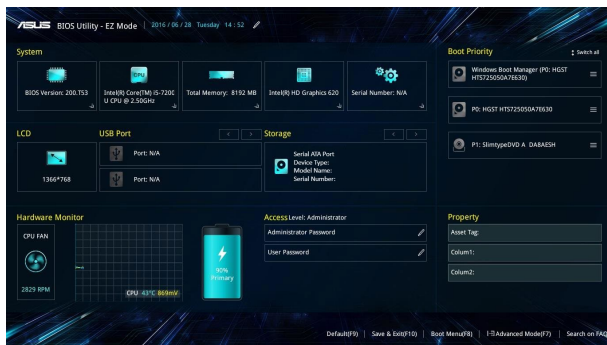 ASUS BIOS Utility - EZ Mode 2016 / 06 / 28 Tuesday 14 : 52
System
BIOS Version: 200.T53
CPU
Intel(R) Core(TM) i5-7200
U CPU @ 2.50GHz
Total Memory: 8192 MB
Intel(R) HD Graphics 620
Serial Number: N/A
Boot Priority
Switch all
Windows Boot Manager (P0: HGST
HTS725050A7E630)
P0: HGST HTS725050A7E630
P1: SlimtypeDVD A DA8AESH
LCD
1366*768
USB Port
Port: N/A
Port: N/A
Storage
Serial ATA Port
Device Type:
Model Name:
Serial Number:
Hardware Monitor
CPU FAN
2829 RPM
CPU 43°C 869mV
90%
Primary
Access Level: Administrator
Administrator Password
User Password
Property
Asset Tag:
Colum1:
Colum2:
Default(F9) Save & Exit(F10) Boot Menu(F8) Advanced Mode(F7) Search on FAQ